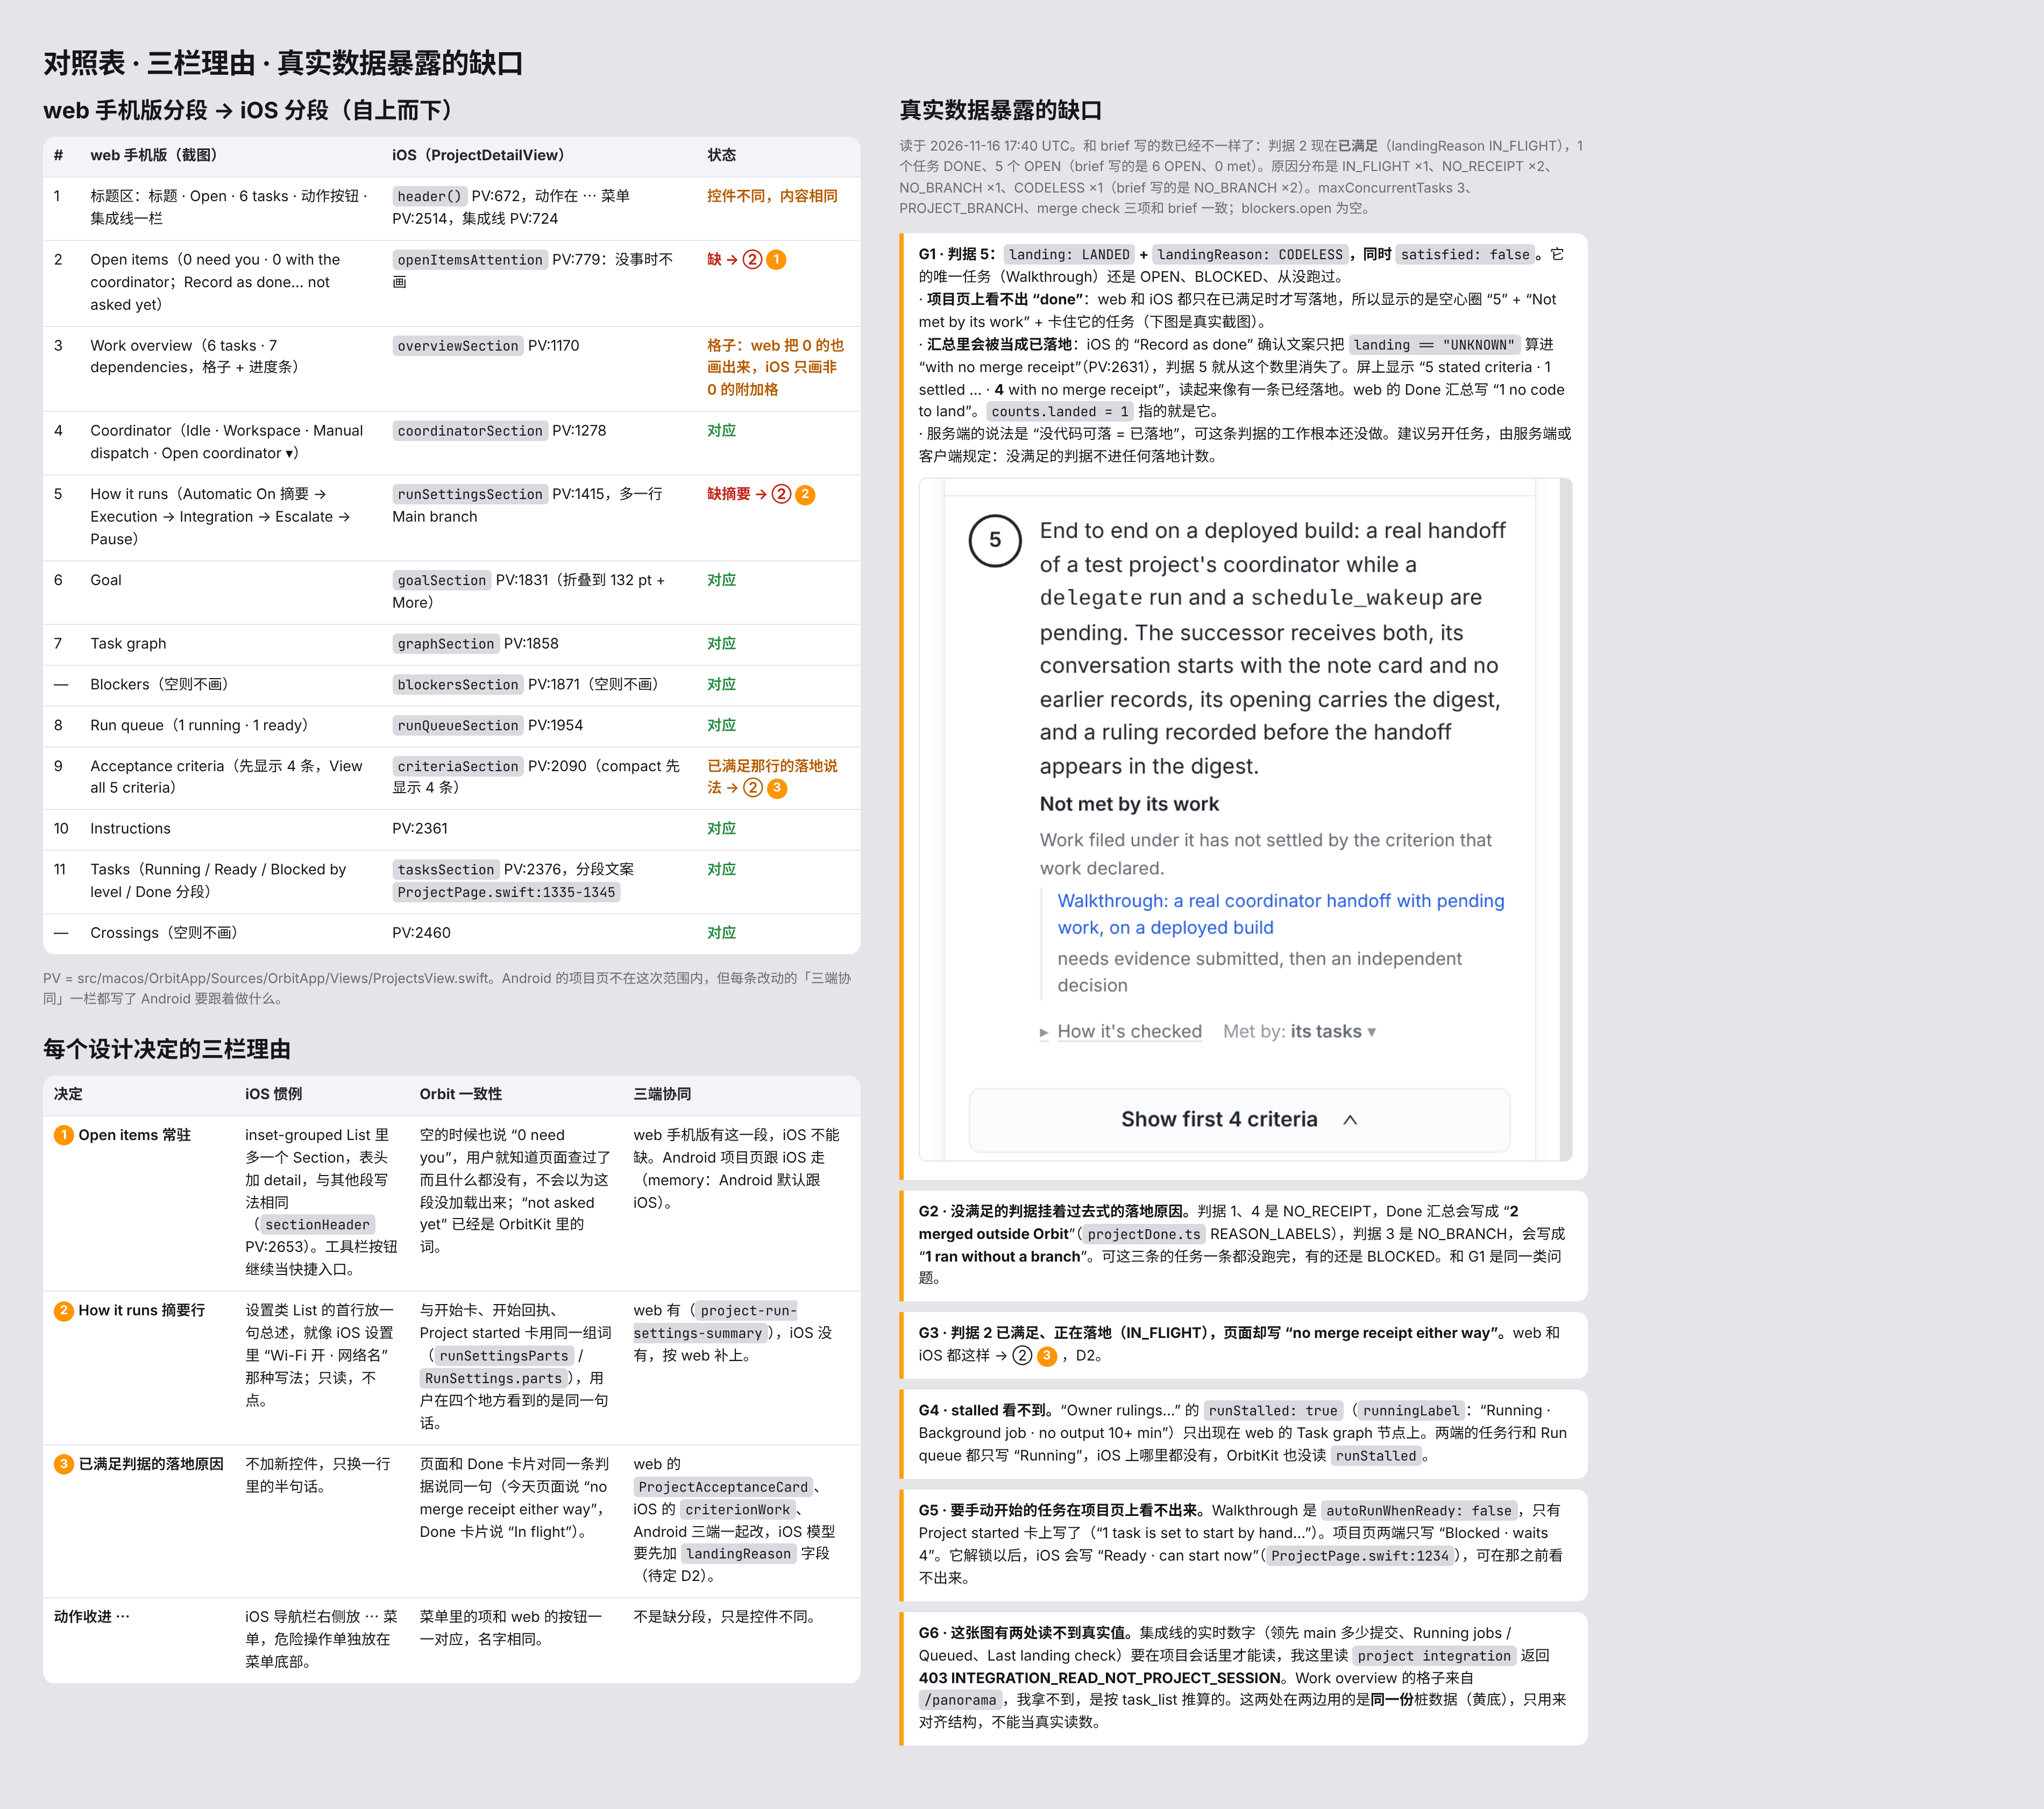 对照表 · 三栏理由 · 真实数据暴露的缺口
web 手机版分段 → iOS 分段（自上而下）
# web 手机版（截图） iOS（ProjectDetailView） 状态
1 标题区：标题 · Open · 6 tasks · 动作按钮 · 集成线一栏 header() PV:672，动作在 ··· 菜单 PV:2514，集成线 PV:724 控件不同，内容相同
2 Open items（0 need you · 0 with the coordinator；Record as done... not asked yet） openItemsAttention PV:779：没事时不画 缺 → ② 1
3 Work overview（6 tasks · 7 dependencies，格子 + 进度条） overviewSection PV:1170 格子：web 把 0 的也画出来，iOS 只画非 0 的附加格
4 Coordinator（Idle · Workspace · Manual dispatch · Open coordinator ▾） coordinatorSection PV:1278 对应
5 How it runs（Automatic On 摘要 → Execution → Integration → Escalate → Pause） runSettingsSection PV:1415，多一行 Main branch 缺摘要 → ② 2
6 Goal goalSection PV:1831（折叠到 132 pt + More） 对应
7 Task graph graphSection PV:1858 对应
— Blockers（空则不画） blockersSection PV:1871（空则不画） 对应
8 Run queue（1 running · 1 ready） runQueueSection PV:1954 对应
9 Acceptance criteria（先显示 4 条，View all 5 criteria） criteriaSection PV:2090（compact 先显示 4 条） 已满足那行的落地说法 → ② 3
10 Instructions PV:2361 对应
11 Tasks（Running / Ready / Blocked by level / Done 分段） tasksSection PV:2376，分段文案 ProjectPage.swift:1335-1345 对应
— Crossings（空则不画） PV:2460 对应
PV = src/macos/OrbitApp/Sources/OrbitApp/Views/ProjectsView.swift。Android 的项目页不在这次范围内，但每条改动的「三端协
同」一栏都写了 Android 要跟着做什么。
每个设计决定的三栏理由
决定 iOS 惯例 Orbit 一致性 三端协同
1 Open items 常驻 inset-grouped List 里多一个 Section，表头加 detail，与其他段写法相同（sectionHeader PV:2653）。工具栏按钮继续当快捷入口。 空的时候也说 “0 need you”，用户就知道页面查过了而且什么都没有，不会以为这段没加载出来；“not asked yet” 已经是 OrbitKit 里的词。 web 手机版有这一段，iOS 不能缺。Android 项目页跟 iOS 走（memory：Android 默认跟 iOS）。
2 How it runs 摘要行 设置类 List 的首行放一句总述，就像 iOS 设置里 “Wi-Fi 开 · 网络名” 那种写法；只读，不点。 与开始卡、开始回执、Project started 卡用同一组词（runSettingsParts / RunSettings.parts），用户在四个地方看到的是同一句话。 web 有（project-run-settings-summary），iOS 没有，按 web 补上。
3 已满足判据的落地原因 不加新控件，只换一行里的半句话。 页面和 Done 卡片对同一条判据说同一句（今天页面说 “no merge receipt either way”，Done 卡片说 “In flight”）。 web 的 ProjectAcceptanceCard、iOS 的 criterionWork、Android 三端一起改，iOS 模型要先加 landingReason 字段（待定 D2）。
动作收进 ··· iOS 导航栏右侧放 ··· 菜单，危险操作单独放在菜单底部。 菜单里的项和 web 的按钮一一对应，名字相同。 不是缺分段，只是控件不同。
真实数据暴露的缺口
读于 2026-11-16 17:40 UTC。和 brief 写的数已经不一样了：判据 2 现在已满足（landingReason IN_FLIGHT），1
个任务 DONE、5 个 OPEN（brief 写的是 6 OPEN、0 met）。原因分布是 IN_FLIGHT ×1、NO_RECEIPT ×2、
NO_BRANCH ×1、CODELESS ×1（brief 写的是 NO_BRANCH ×2）。maxConcurrentTasks 3、
PROJECT_BRANCH、merge check 三项和 brief 一致；blockers.open 为空。
G1 · 判据 5： landing: LANDED + landingReason: CODELESS ，同时 satisfied: false 。它
的唯一任务（Walkthrough）还是 OPEN、BLOCKED、从没跑过。
· 项目页上看不出 “done”：web 和 iOS 都只在已满足时才写落地，所以显示的是空心圈 “5” + “Not
met by its work” + 卡住它的任务（下图是真实截图）。
· 汇总里会被当成已落地：iOS 的 “Record as done” 确认文案只把 landing == "UNKNOWN" 算进
“with no merge receipt”（PV:2631），判据 5 就从这个数里消失了。屏上显示 “5 stated criteria · 1
settled ... · 4 with no merge receipt”，读起来像有一条已经落地。web 的 Done 汇总写 “1 no code
to land”。 counts.landed = 1 指的就是它。
· 服务端的说法是 “没代码可落 = 已落地”，可这条判据的工作根本还没做。建议另开任务，由服务端或
客户端规定：没满足的判据不进任何落地计数。
5 End to end on a deployed build: a real handoff
of a test project's coordinator while a
delegate run and a schedule_wakeup are
pending. The successor receives both, its
conversation starts with the note card and no
earlier records, its opening carries the digest,
and a ruling recorded before the handoff
appears in the digest.
Not met by its work
Work filed under it has not settled by the criterion that
work declared.
Walkthrough: a real coordinator handoff with pending
work, on a deployed build
needs evidence submitted, then an independent
decision
▸ How it's checked Met by: its tasks ▾
Show first 4 criteria
G2 · 没满足的判据挂着过去式的落地原因。判据 1、4 是 NO_RECEIPT，Done 汇总会写成 “2
merged outside Orbit”（projectDone.ts REASON_LABELS），判据 3 是 NO_BRANCH，会写成
“1 ran without a branch”。可这三条的任务一条都没跑完，有的还是 BLOCKED。和 G1 是同一类问
题。
G3 · 判据 2 已满足、正在落地（IN_FLIGHT），页面却写 “no merge receipt either way”。web 和
iOS 都这样 → ② 3 ，D2。
G4 · stalled 看不到。“Owner rulings...” 的 runStalled: true （runningLabel：“Running ·
Background job · no output 10+ min”）只出现在 web 的 Task graph 节点上。两端的任务行和 Run
queue 都只写 “Running”，iOS 上哪里都没有，OrbitKit 也没读 runStalled 。
G5 · 要手动开始的任务在项目页上看不出来。Walkthrough 是 autoRunWhenReady: false ，只有
Project started 卡上写了（“1 task is set to start by hand...”）。项目页两端只写 “Blocked · waits
4”。它解锁以后，iOS 会写 “Ready · can start now”（ProjectPage.swift:1234），可在那之前看
不出来。
G6 · 这张图有两处读不到真实值。集成线的实时数字（领先 main 多少提交、Running jobs /
Queued、Last landing check）要在项目会话里才能读，我这里读 project integration 返回
403 INTEGRATION_READ_NOT_PROJECT_SESSION。Work overview 的格子来自
/panorama ，我拿不到，是按 task_list 推算的。这两处在两边用的是同一份桩数据（黄底），只用来
对齐结构，不能当真实读数。